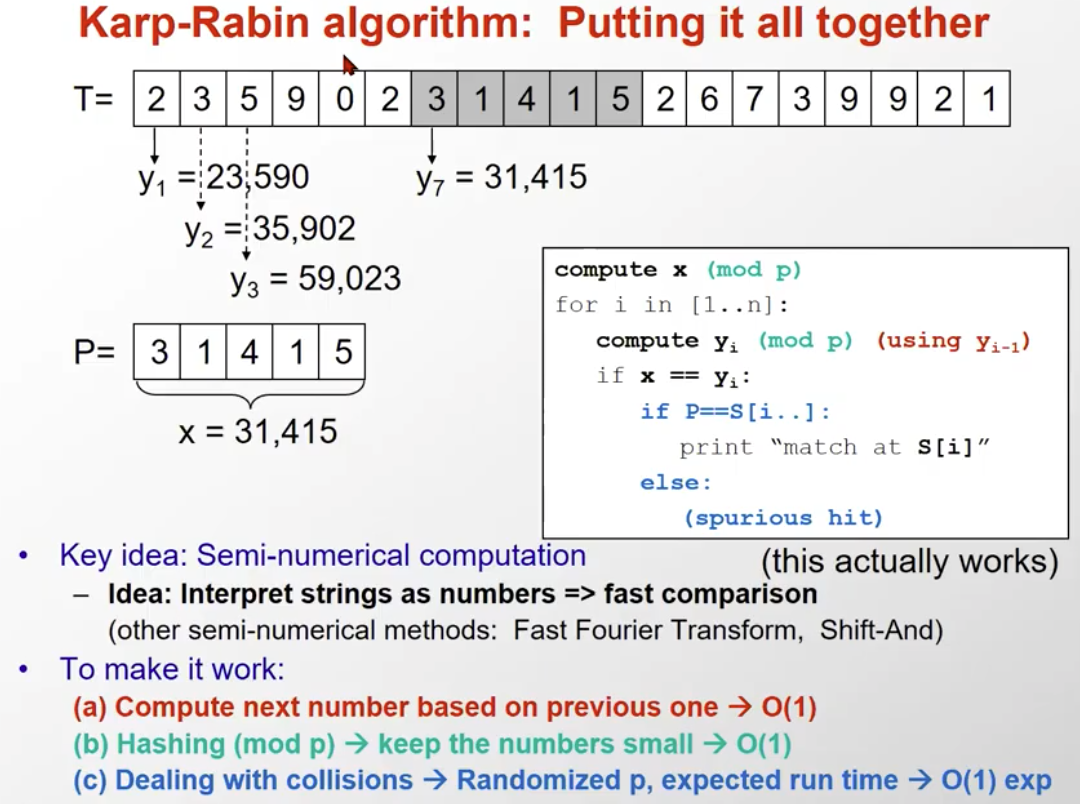 Karp-Rabin algorithm: Putting it all together
T= 2 3 5 9 0 2 3 1 4 1 5 2 6 7 3 9 9 2 1
y1 = 23,590
y7 = 31,415
y2 = 35,902
y3 = 59,023
P= 3 1 4 1 5
x = 31,415
compute x (mod p)
for i in [1..n]:
compute yi (mod p) (using yi-1)
if x == yi:
if P==S[i..]:
print “match at S[i]”
else:
(spurious hit)
(this actually works)
• Key idea: Semi-numerical computation
– Idea: Interpret strings as numbers => fast comparison
(other semi-numerical methods: Fast Fourier Transform, Shift-And)
• To make it work:
(a) Compute next number based on previous one → O(1)
(b) Hashing (mod p) → keep the numbers small → O(1)
(c) Dealing with collisions → Randomized p, expected run time → O(1) exp